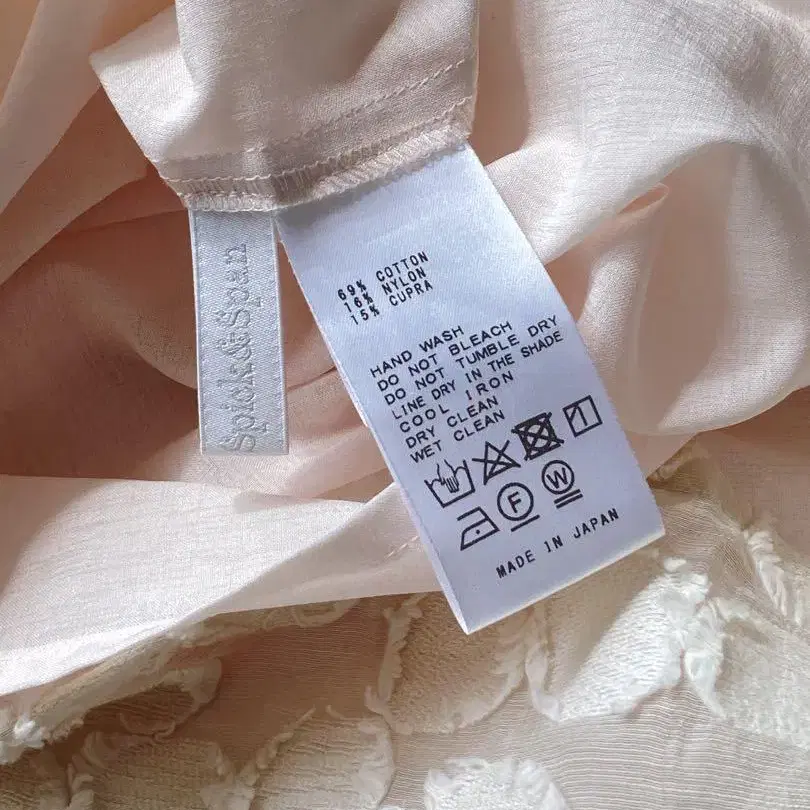 Spick&Span
69% COTTON
16% NYLON
15% CUPRA
HAND WASH
DO NOT BLEACH
DO NOT TUMBLE DRY
LINE DRY IN THE SHADE
COOL IRON
DRY CLEAN
WET CLEAN
F
W
MADE IN JAPAN